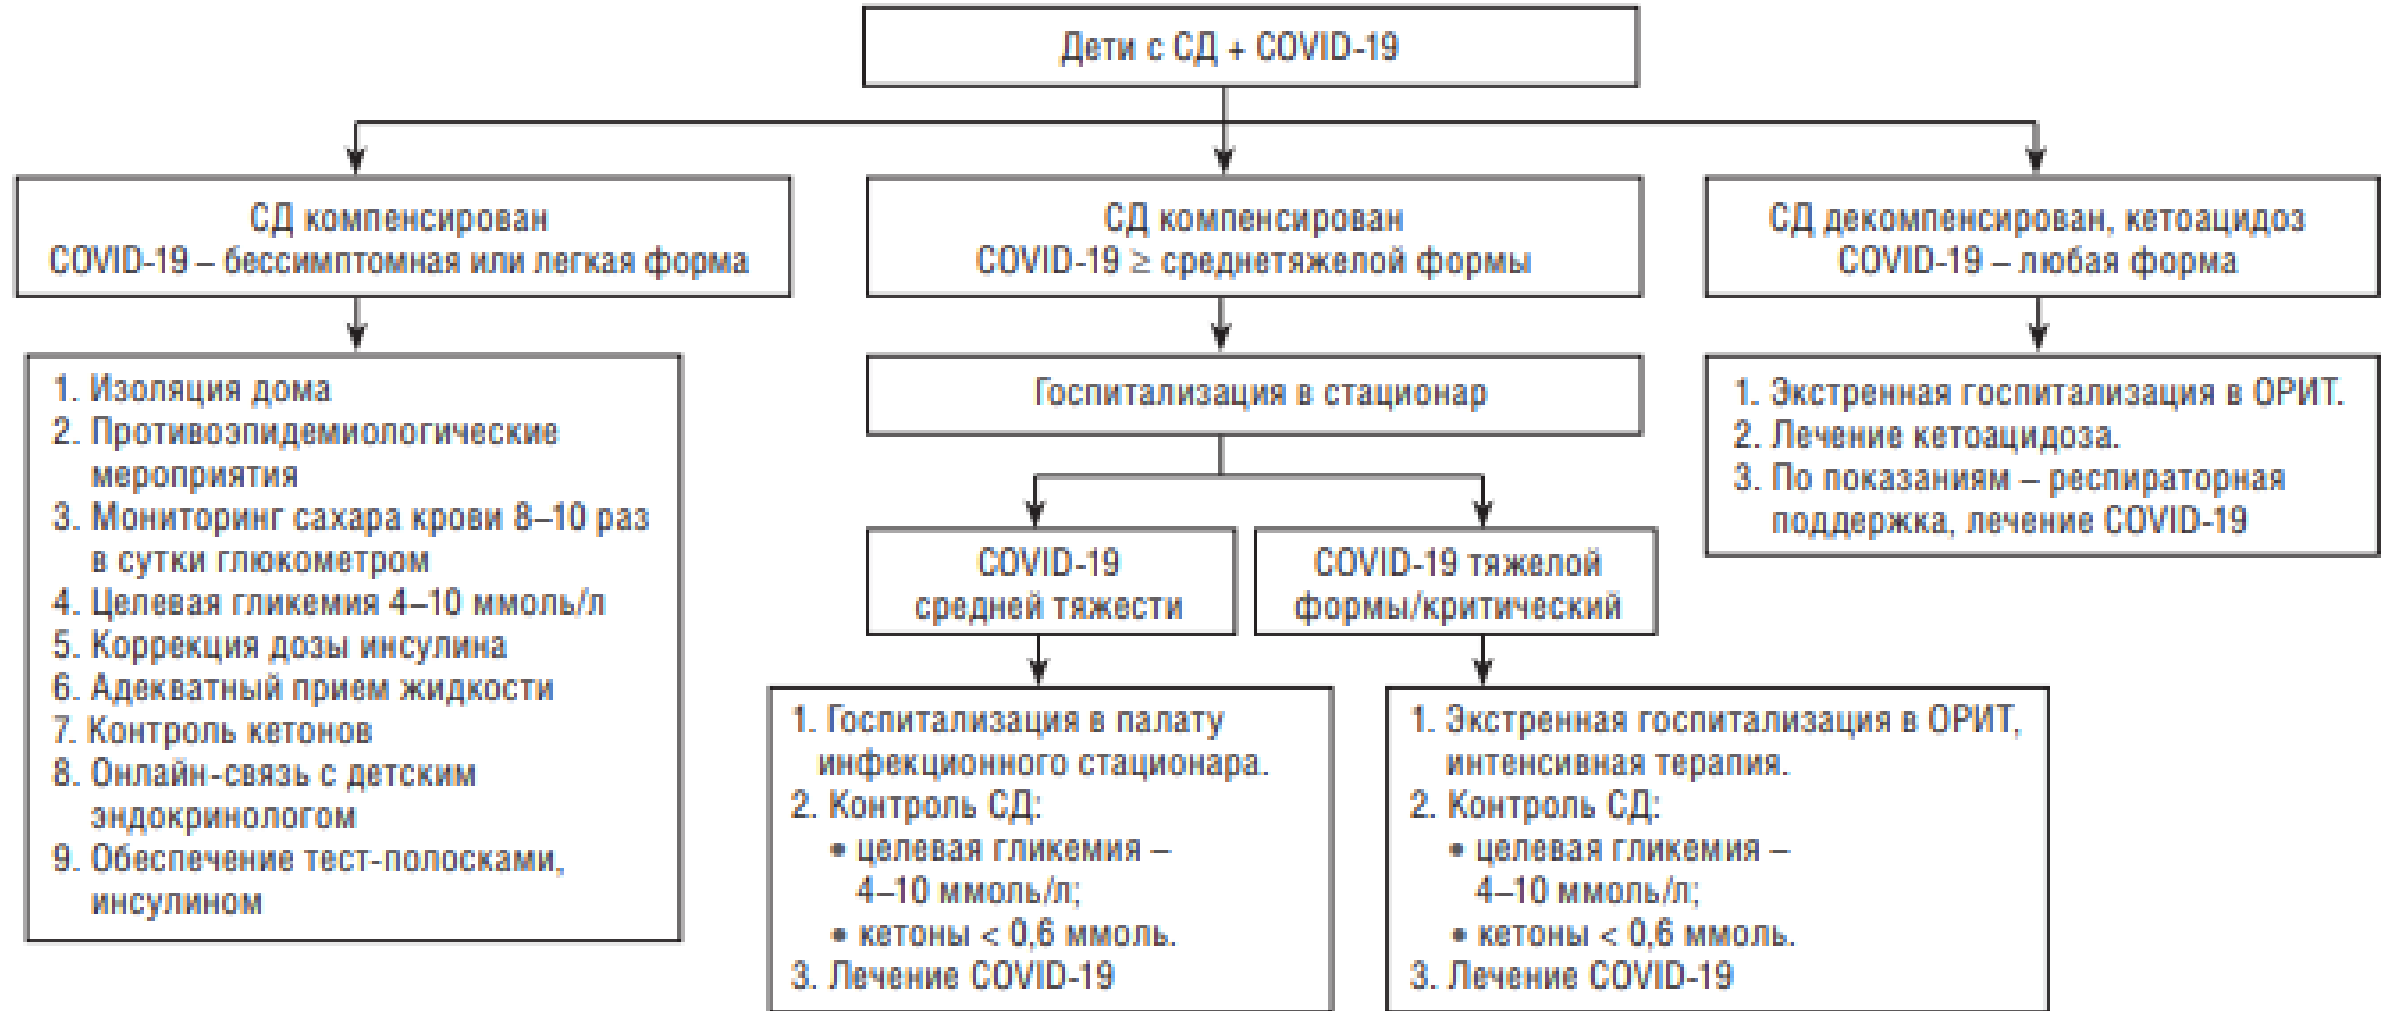 Дети с СД + COVID-19
СД компенсирован
COVID-19 – бессимптомная или легкая форма
СД компенсирован
COVID-19 ≥ среднетяжелой формы
СД декомпенсирован, кетоацидоз
COVID-19 – любая форма
1. Изоляция дома
2. Противоэпидемиологические
мероприятия
3. Мониторинг сахара крови 8–10 раз
в сутки глюкометром
4. Целевая гликемия 4–10 ммоль/л
5. Коррекция дозы инсулина
6. Адекватный прием жидкости
7. Контроль кетонов
8. Онлайн-связь с детским
эндокринологом
9. Обеспечение тест-полосками,
инсулином
Госпитализация в стационар
COVID-19
средней тяжести
COVID-19 тяжелой
формы/критический
1. Госпитализация в палату
инфекционного стационара.
2. Контроль СД:
• целевая гликемия –
4–10 ммоль/л;
• кетоны < 0,6 ммоль.
3. Лечение COVID-19
1. Экстренная госпитализация в ОРИТ,
интенсивная терапия.
2. Контроль СД:
• целевая гликемия –
4–10 ммоль/л;
• кетоны < 0,6 ммоль.
3. Лечение COVID-19
1. Экстренная госпитализация в ОРИТ.
2. Лечение кетоацидоза.
3. По показаниям – респираторная
поддержка, лечение COVID-19